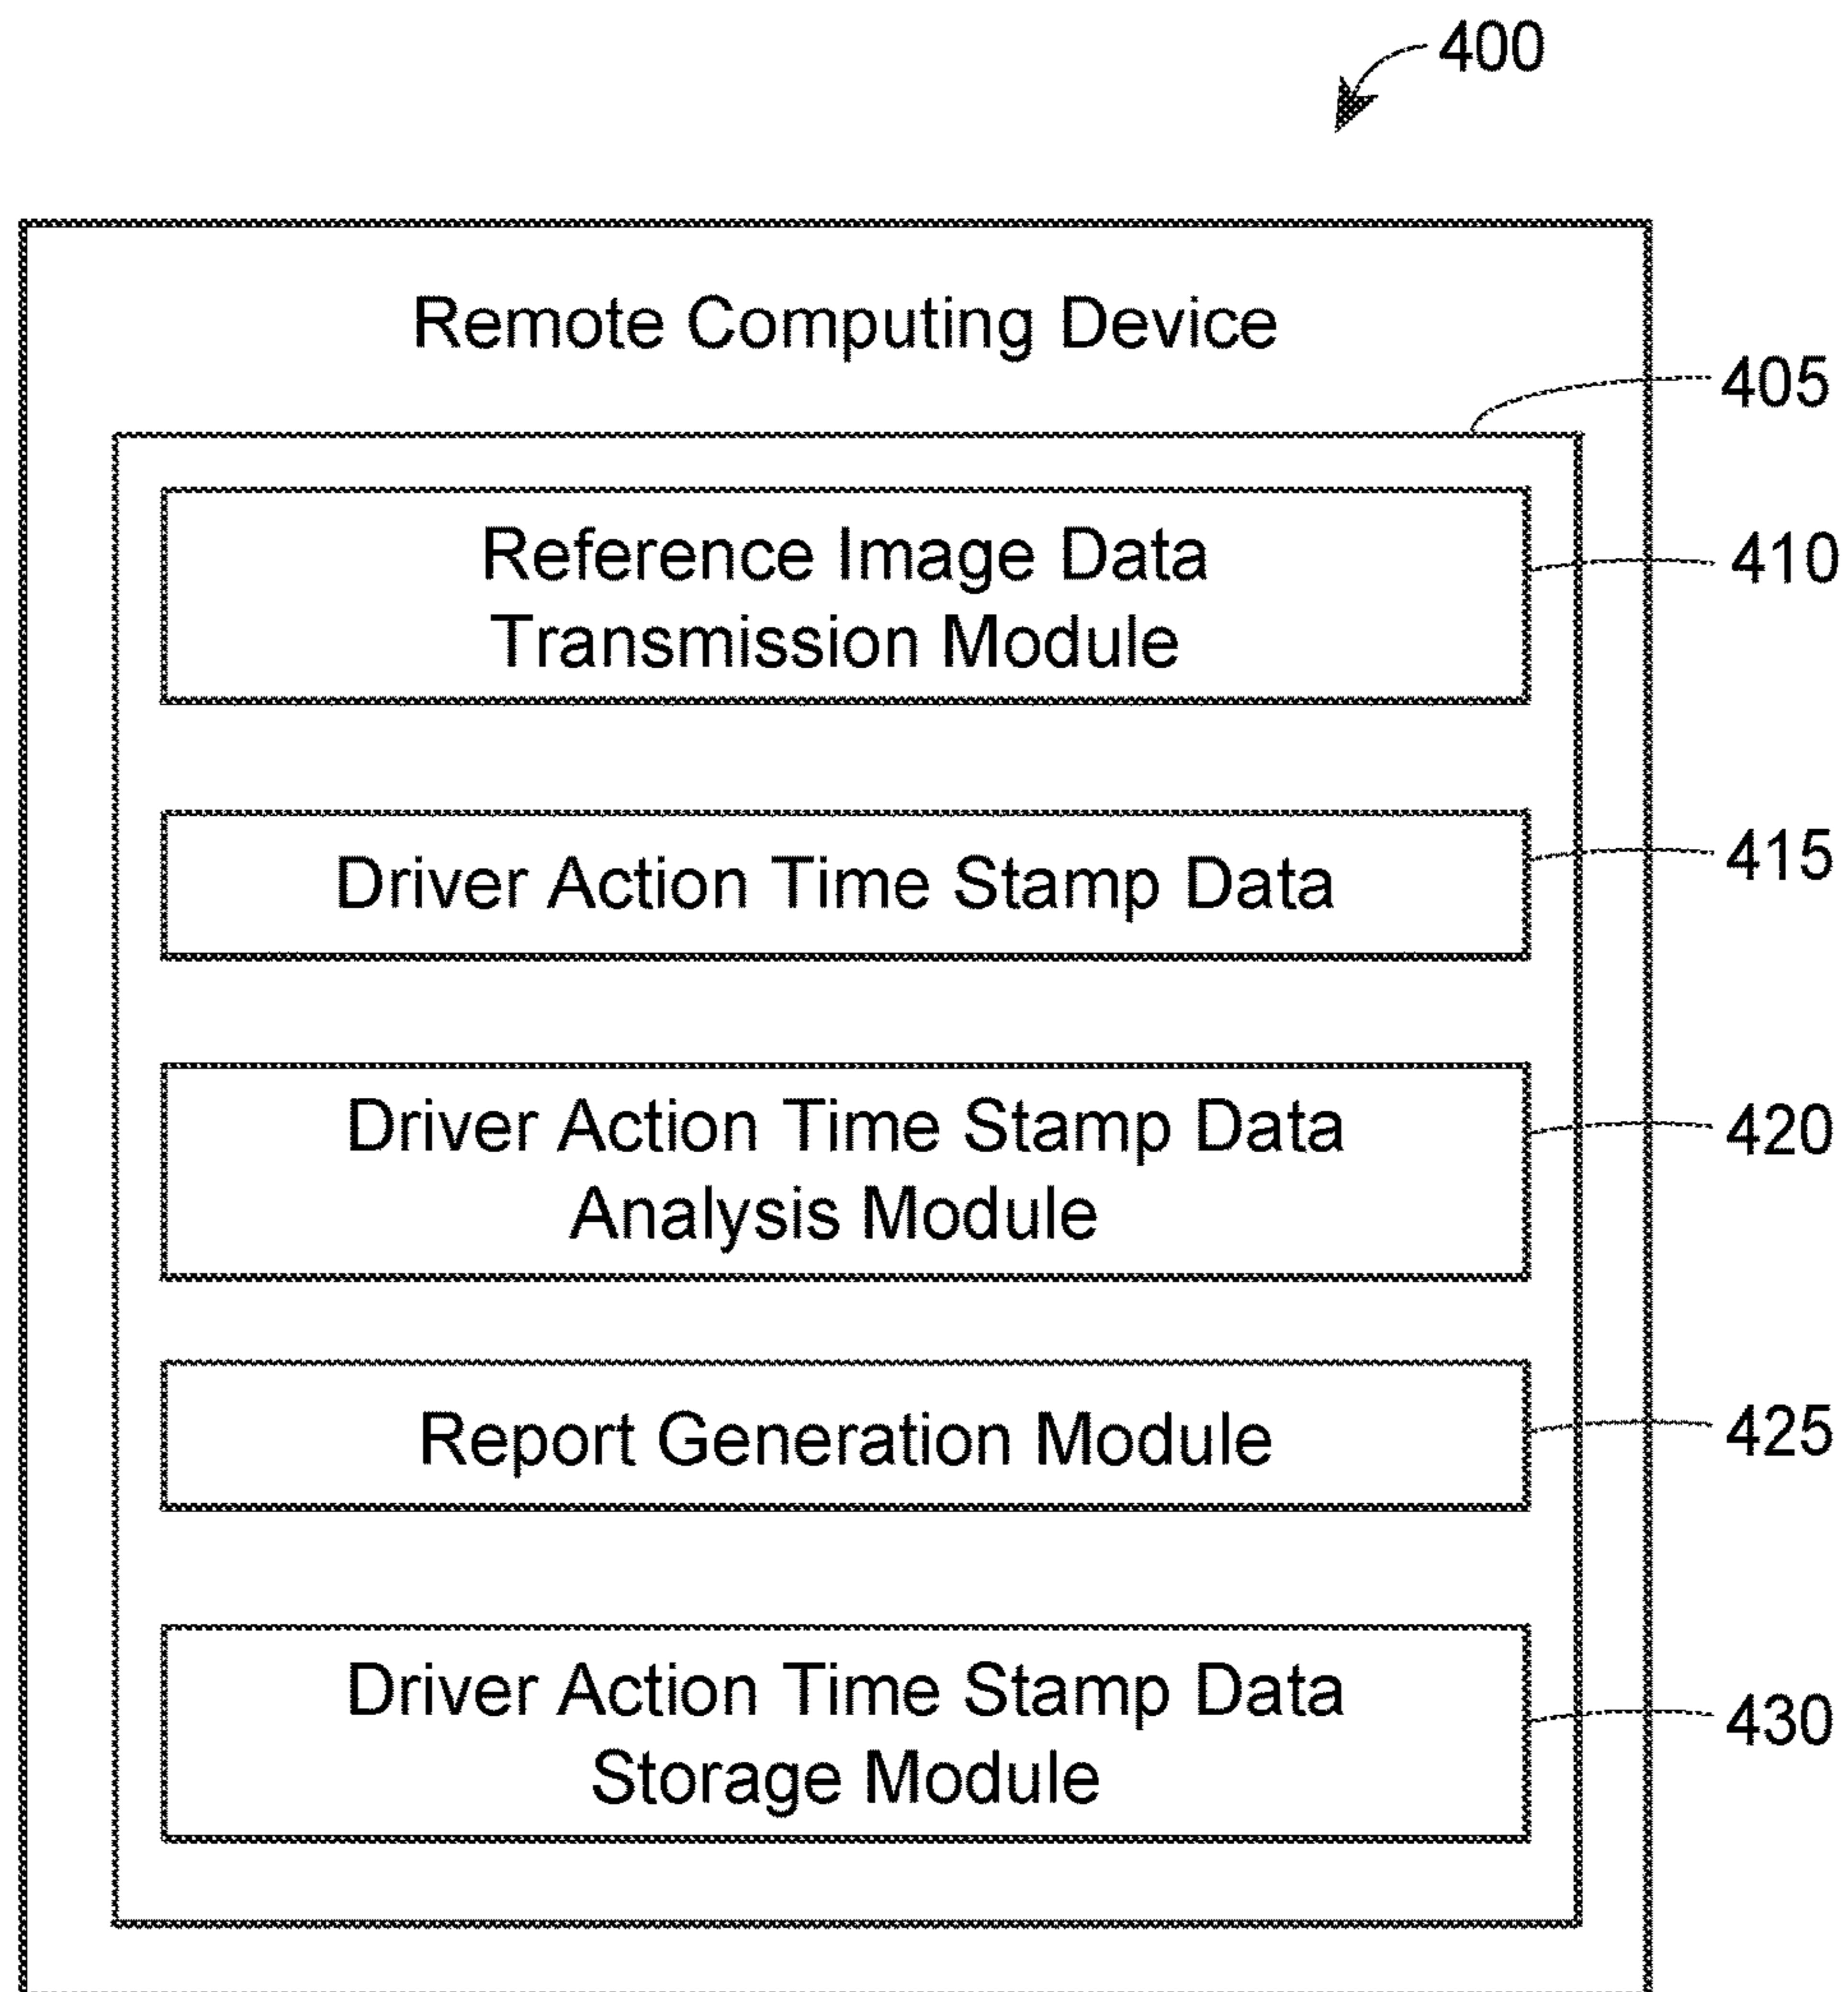 400
Remote Computing Device
405
Reference Image Data
Transmission Module
410
Driver Action Time Stamp Data
415
Driver Action Time Stamp Data
Analysis Module
420
Report Generation Module
425
Driver Action Time Stamp Data
Storage Module
430